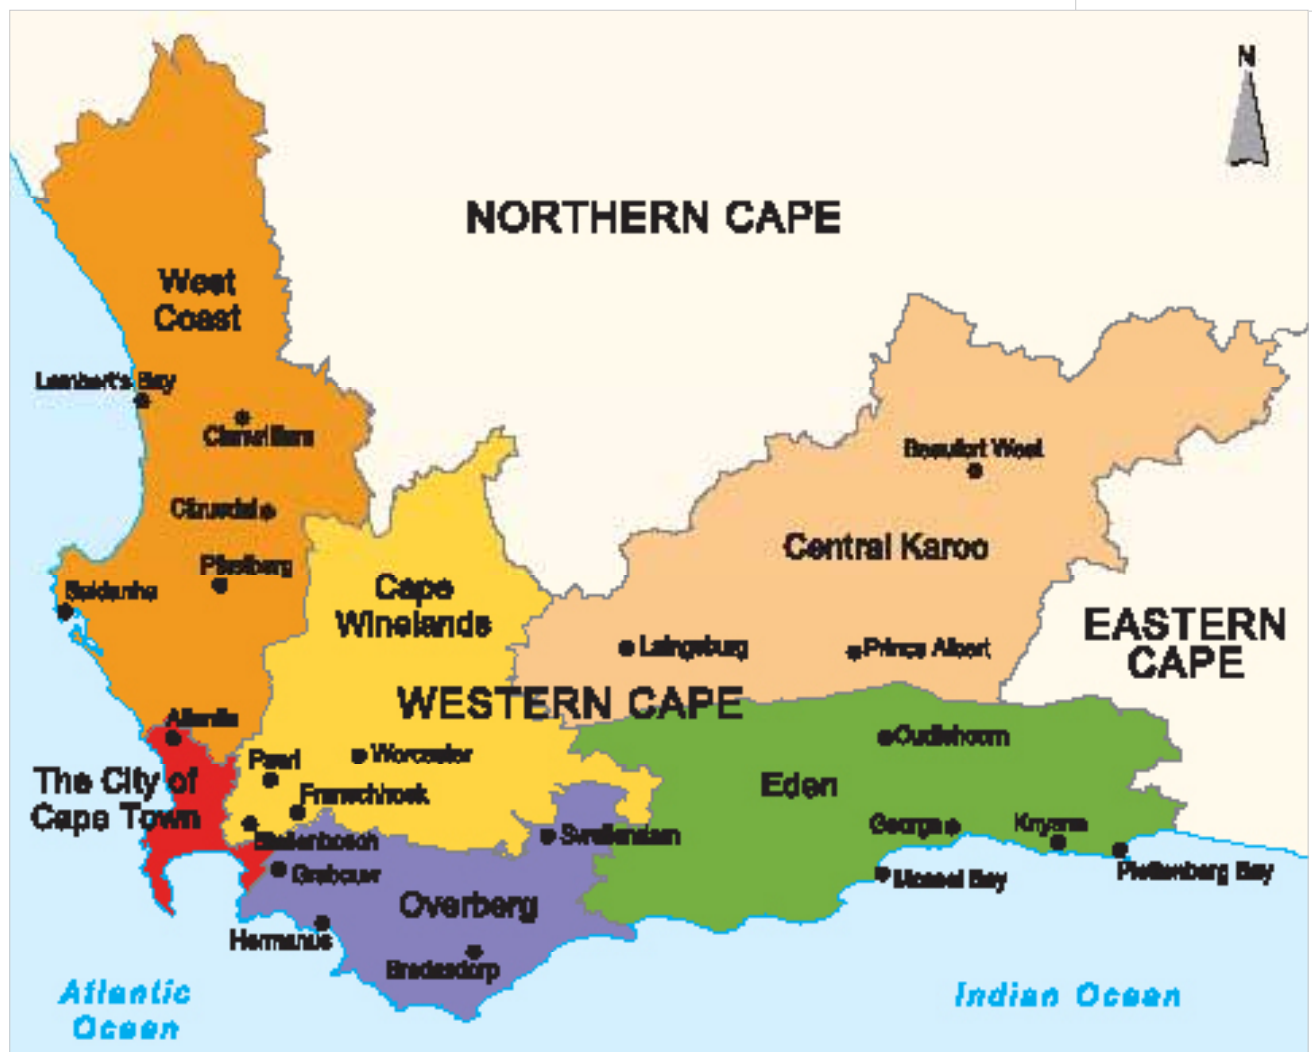 N
NORTHERN CAPE
West
Coast
Lambert's Bay
Clanwilliam
Citrusdal
Piketberg
Saldanha
Cape
Winelands
Beaufort West
Central Karoo
EASTERN
CAPE
Laingsburg
Prince Albert
WESTERN CAPE
Atlantis
Oudtshoorn
Paarl
Worcester
The City of
Cape Town
Eden
Franschhoek
George
Knysna
Stellenbosch
Swellendam
Grabouw
Mossel Bay
Plettenberg Bay
Overberg
Hermanus
Bredasdorp
Atlantic
Ocean
Indian Ocean